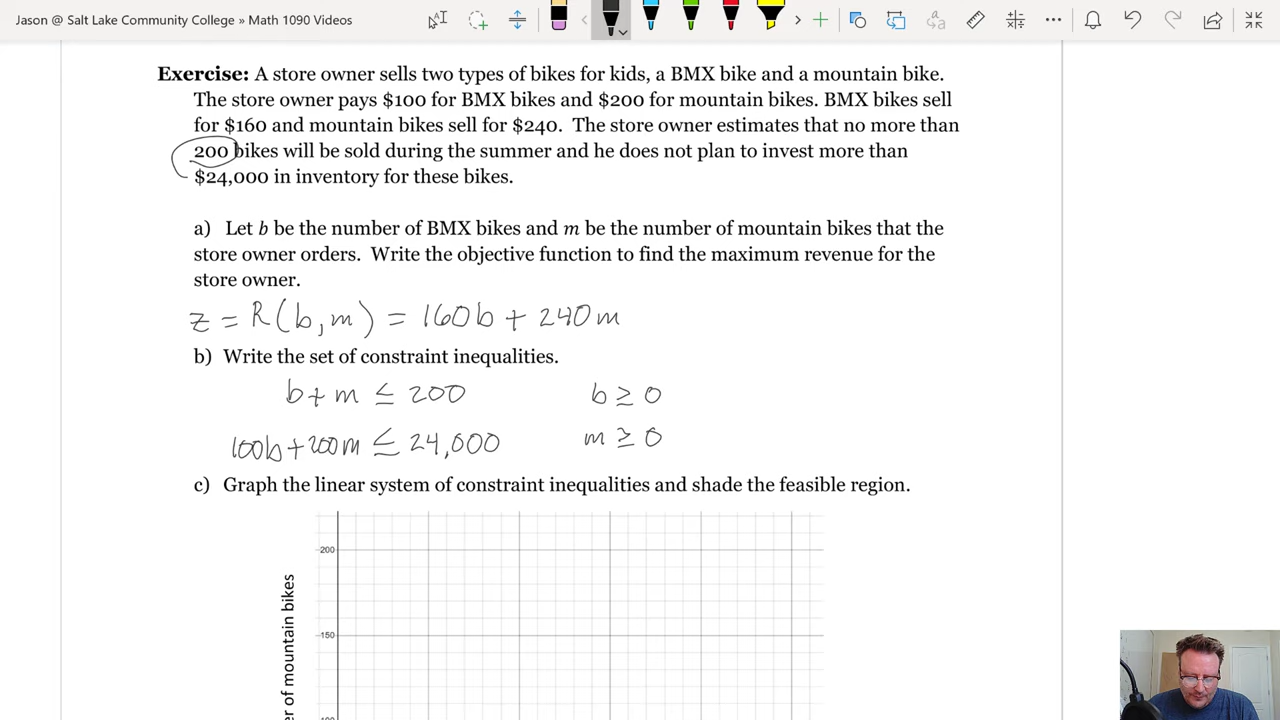 Jason @ Salt Lake Community College » Math 1090 Videos
Exercise: A store owner sells two types of bikes for kids, a BMX bike and a mountain bike.
The store owner pays $100 for BMX bikes and $200 for mountain bikes. BMX bikes sell
for $160 and mountain bikes sell for $240. The store owner estimates that no more than
200 bikes will be sold during the summer and he does not plan to invest more than
$24,000 in inventory for these bikes.
a) Let b be the number of BMX bikes and m be the number of mountain bikes that the
store owner orders. Write the objective function to find the maximum revenue for the
store owner.
z = R(b,m) = 160b + 240m
b) Write the set of constraint inequalities.
b+m ≤ 200 b ≥ 0
100b+200m ≤ 24,000 m ≥ 0
c) Graph the linear system of constraint inequalities and shade the feasible region.
200
150
of mountain bikes